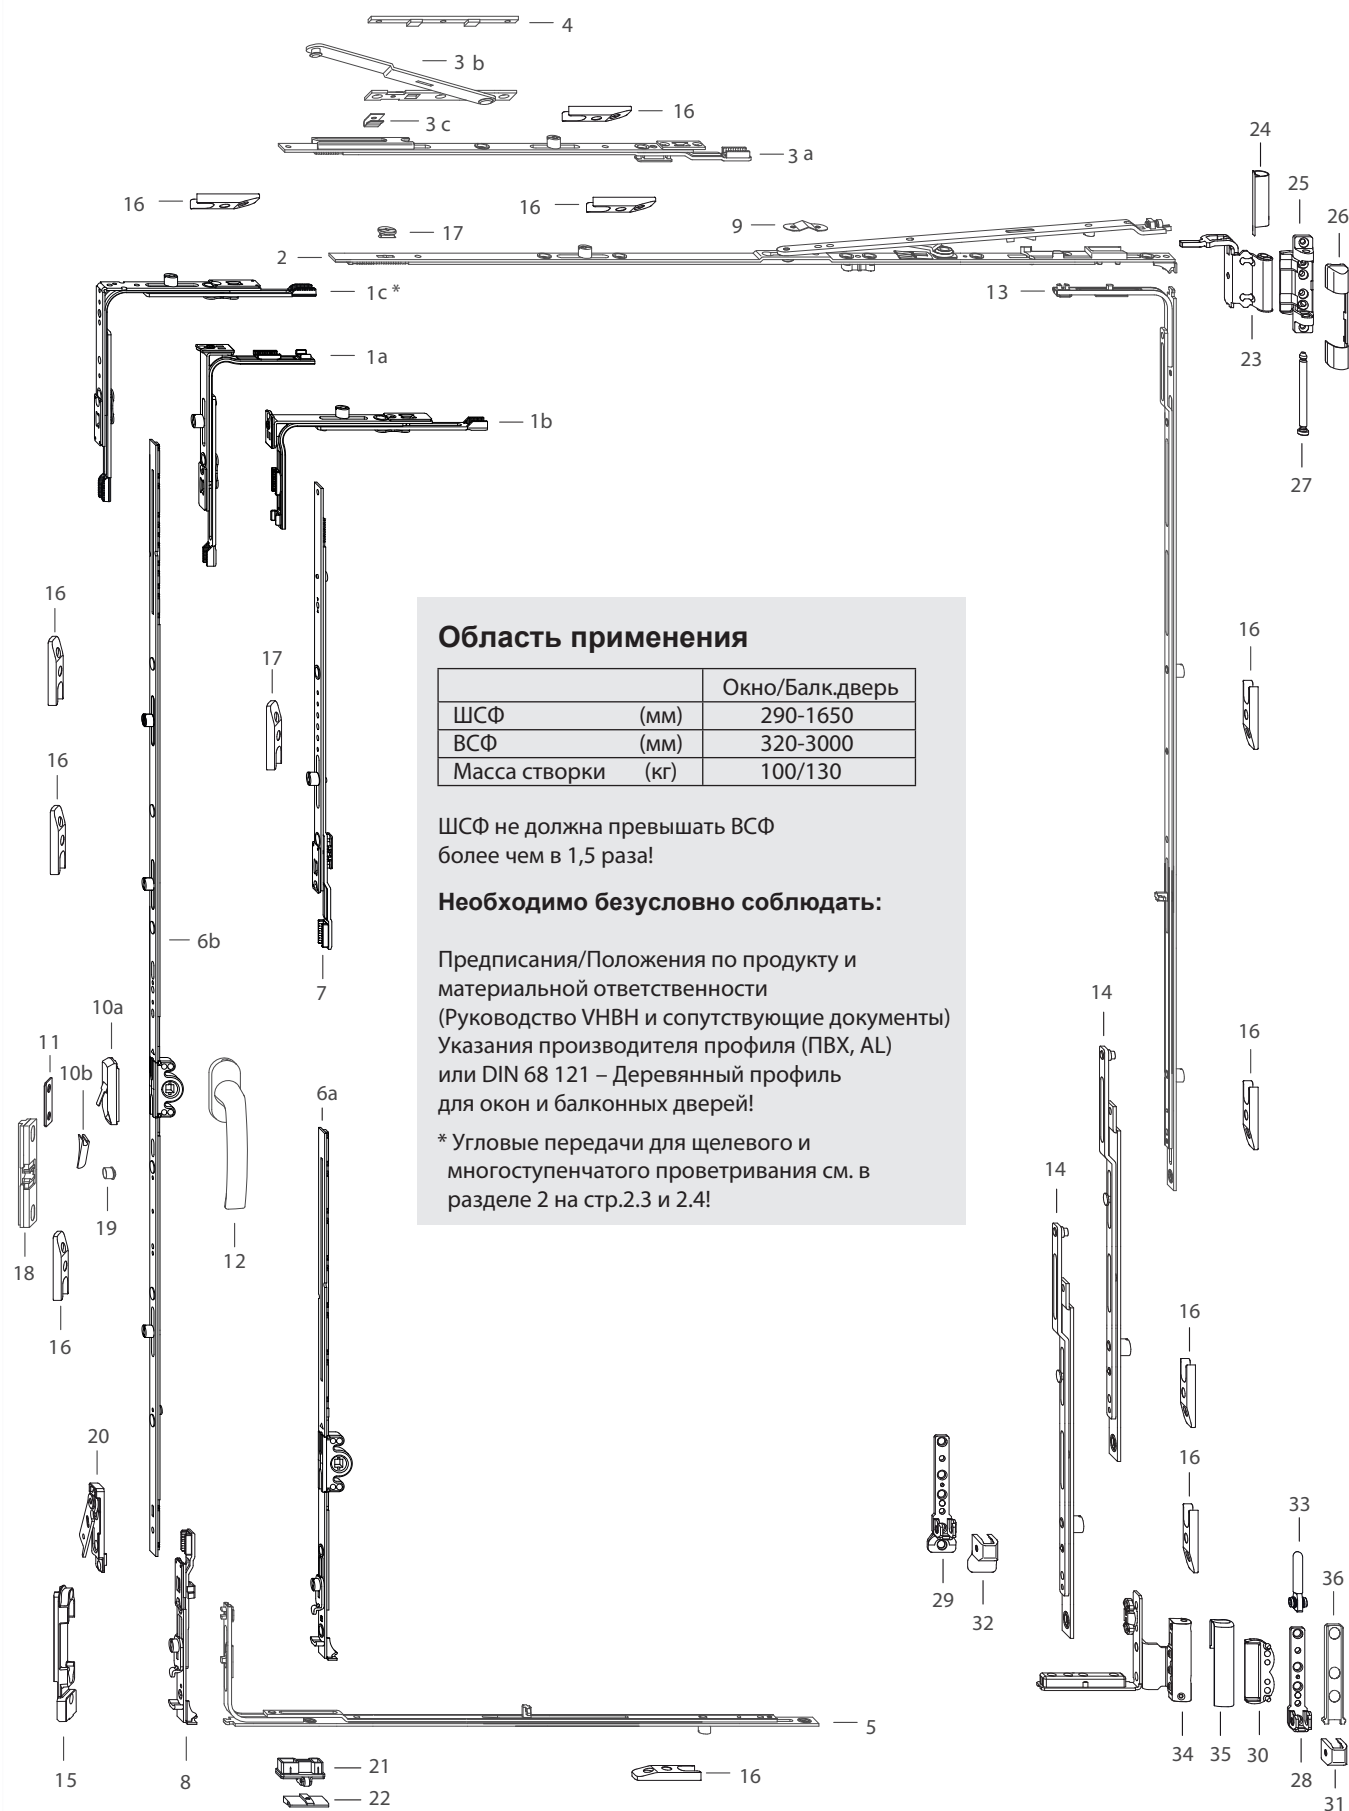 4
3 b
16
3 c
3 a
24
25
26
16
16
17
9
2
1c *
13
1a
23
1b
27
16
17
16
16
6b
7
10a
11
10b
6a
14
16
14
19
12
18
16
16
20
16
33
36
29
32
5
15
8
21
22
16
34
35
30
28
31
Область применения
Окно/Балк.дверь
ШСФ (мм) 290-1650
ВСФ (мм) 320-3000
Масса створки (кг) 100/130
ШСФ не должна превышать ВСФ
более чем в 1,5 раза!
Необходимо безусловно соблюдать:
Предписания/Положения по продукту и
материальной ответственности
(Руководство VHBH и сопутствующие документы)
Указания производителя профиля (ПВХ, AL)
или DIN 68 121 – Деревянный профиль
для окон и балконных дверей!
* Угловые передачи для щелевого и
многоступенчатого проветривания см. в
разделе 2 на стр.2.3 и 2.4!